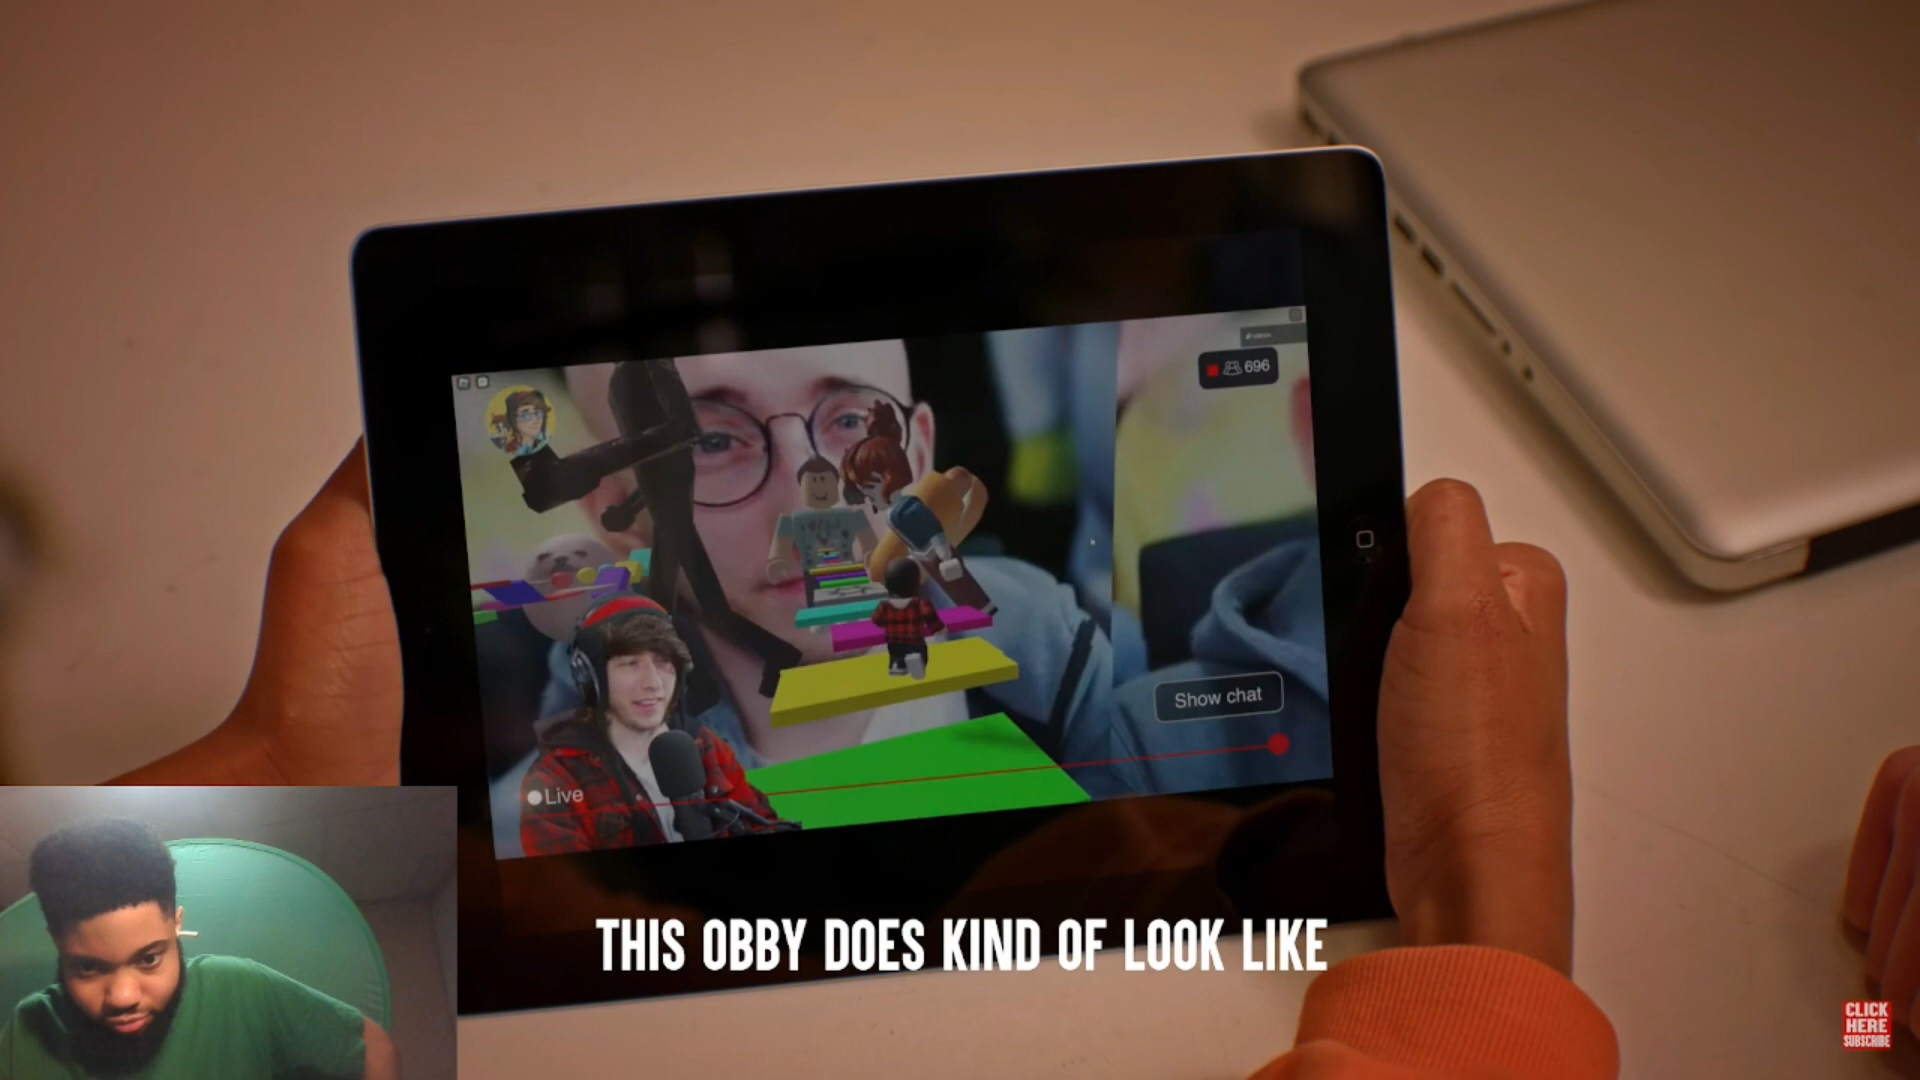 696
Show chat
Live
THIS OBBY DOES KIND OF LOOK LIKE
CLICK
HERE
SUBSCRIBE